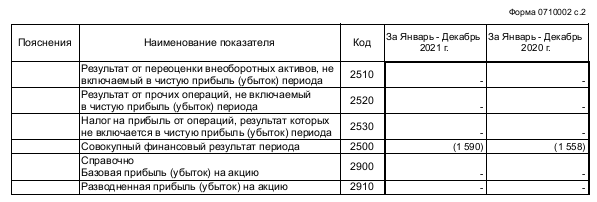 Форма 0710002 с.2
Пояснения Наименование показателя Код За Январь - Декабрь 2021 г. За Январь - Декабрь 2020 г.
Результат от переоценки внеоборотных активов, не
включаемый в чистую прибыль (убыток) периода 2510 - -
Результат от прочих операций, не включаемый
в чистую прибыль (убыток) периода 2520 - -
Налог на прибыль от операций, результат которых
не включается в чистую прибыль (убыток) периода 2530 - -
Совокупный финансовый результат периода 2500 (1 590) (1 558)
Справочно
Базовая прибыль (убыток) на акцию 2900 - -
Разводненная прибыль (убыток) на акцию 2910 - -